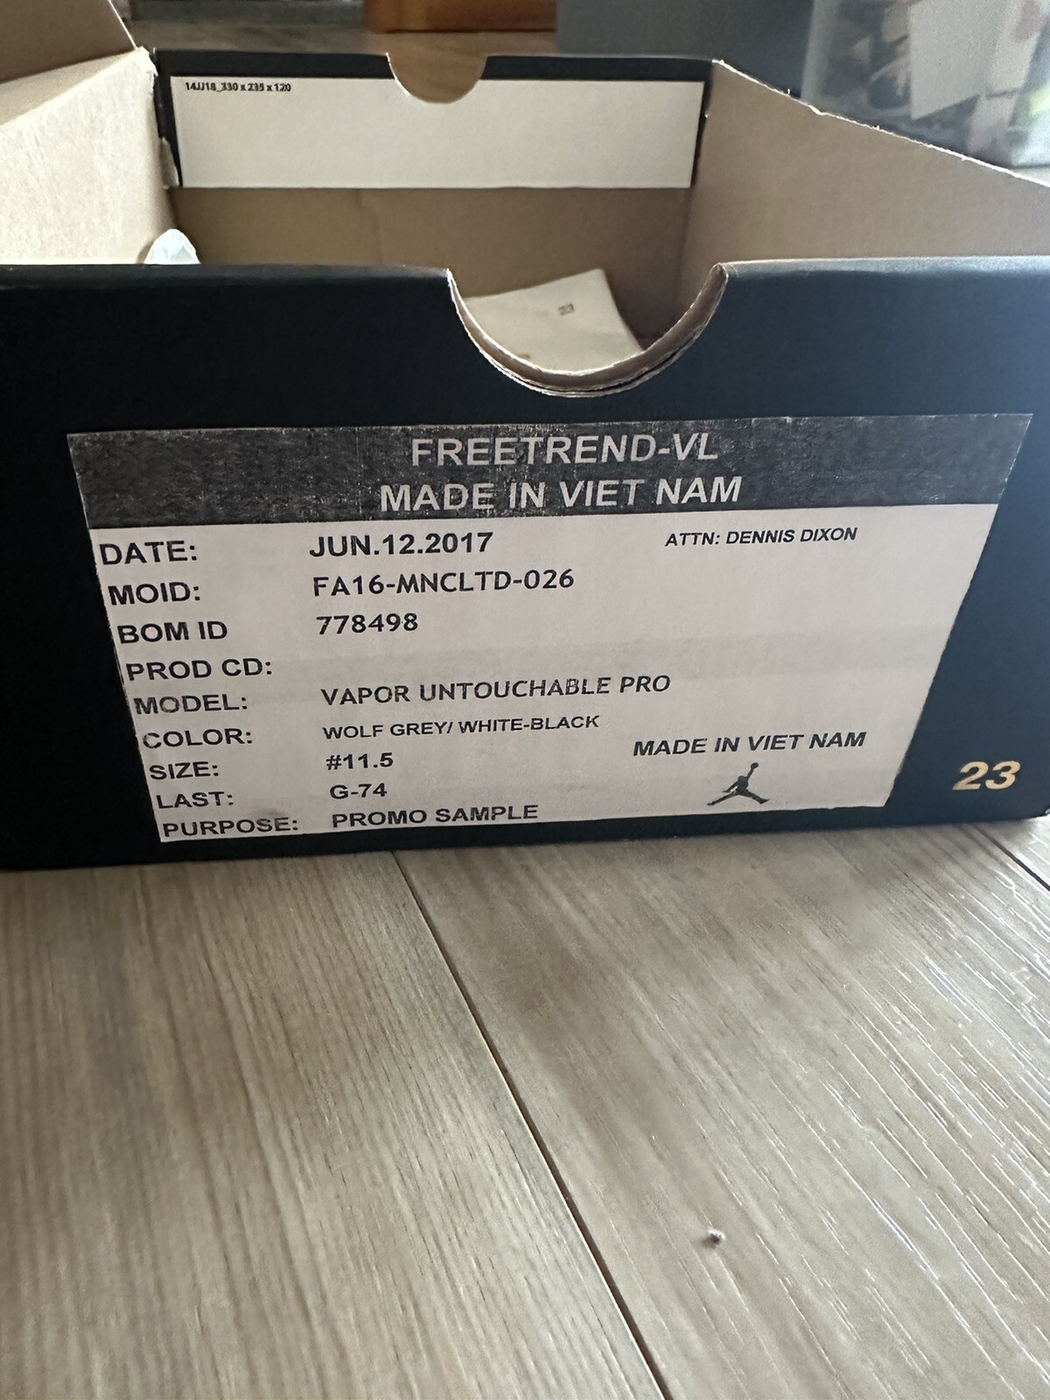 14JJ18_330 x 235 x 120
FREETREND-VL
MADE IN VIET NAM
DATE: JUN.12.2017 ATTN: DENNIS DIXON
MOID: FA16-MNCLTD-026
BOM ID 778498
PROD CD:
MODEL: VAPOR UNTOUCHABLE PRO
COLOR: WOLF GREY/ WHITE-BLACK
SIZE: #11.5 MADE IN VIET NAM
LAST: G-74
PURPOSE: PROMO SAMPLE
23